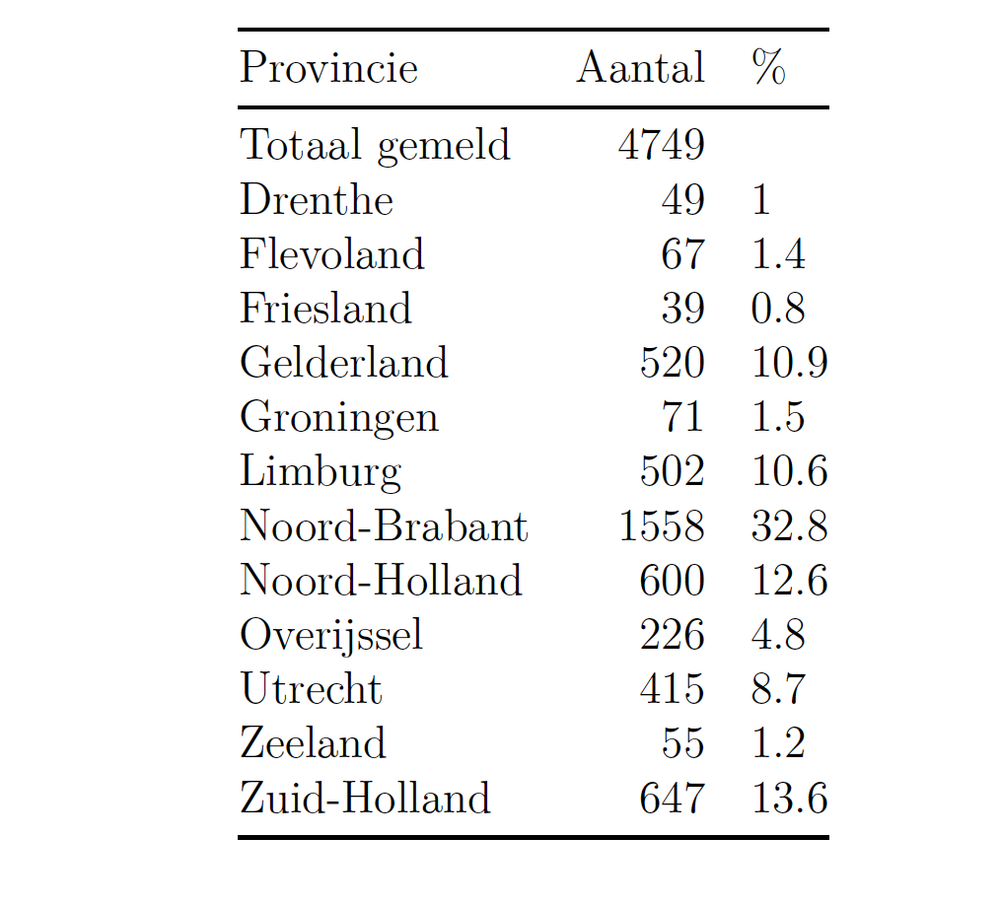 Provincie Aantal %
Totaal gemeld 4749
Drenthe 49 1
Flevoland 67 1.4
Friesland 39 0.8
Gelderland 520 10.9
Groningen 71 1.5
Limburg 502 10.6
Noord-Brabant 1558 32.8
Noord-Holland 600 12.6
Overijssel 226 4.8
Utrecht 415 8.7
Zeeland 55 1.2
Zuid-Holland 647 13.6